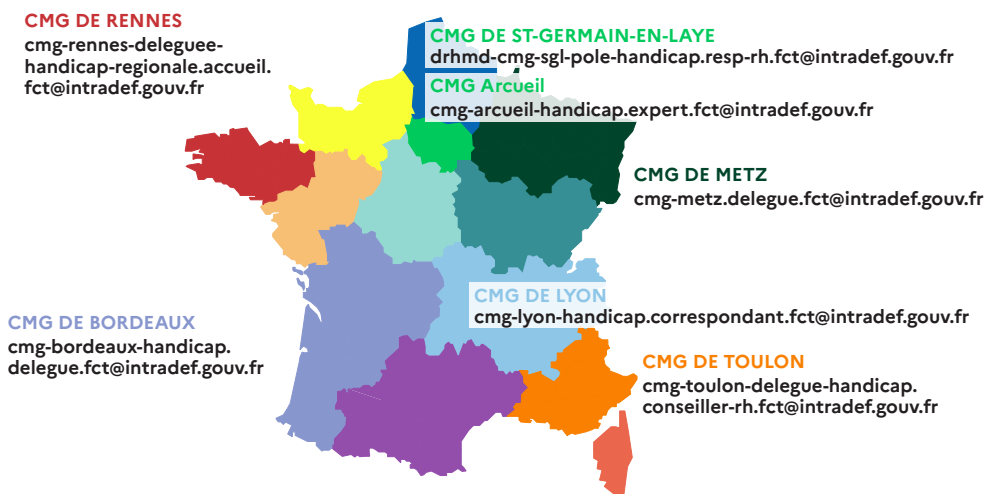 CMG DE RENNES
cmg-rennes-deleguee-
handicap-regionale.accueil.
fct@intradef.gouv.fr
CMG DE ST-GERMAIN-EN-LAYE
drhmd-cmg-sgl-pole-handicap.resp-rh.fct@intradef.gouv.fr
CMG Arcueil
cmg-arcueil-handicap.expert.fct@intradef.gouv.fr
CMG DE METZ
cmg-metz.delegue.fct@intradef.gouv.fr
CMG DE LYON
cmg-lyon-handicap.correspondant.fct@intradef.gouv.fr
CMG DE BORDEAUX
cmg-bordeaux-handicap.
delegue.fct@intradef.gouv.fr
CMG DE TOULON
cmg-toulon-delegue-handicap.
conseiller-rh.fct@intradef.gouv.fr